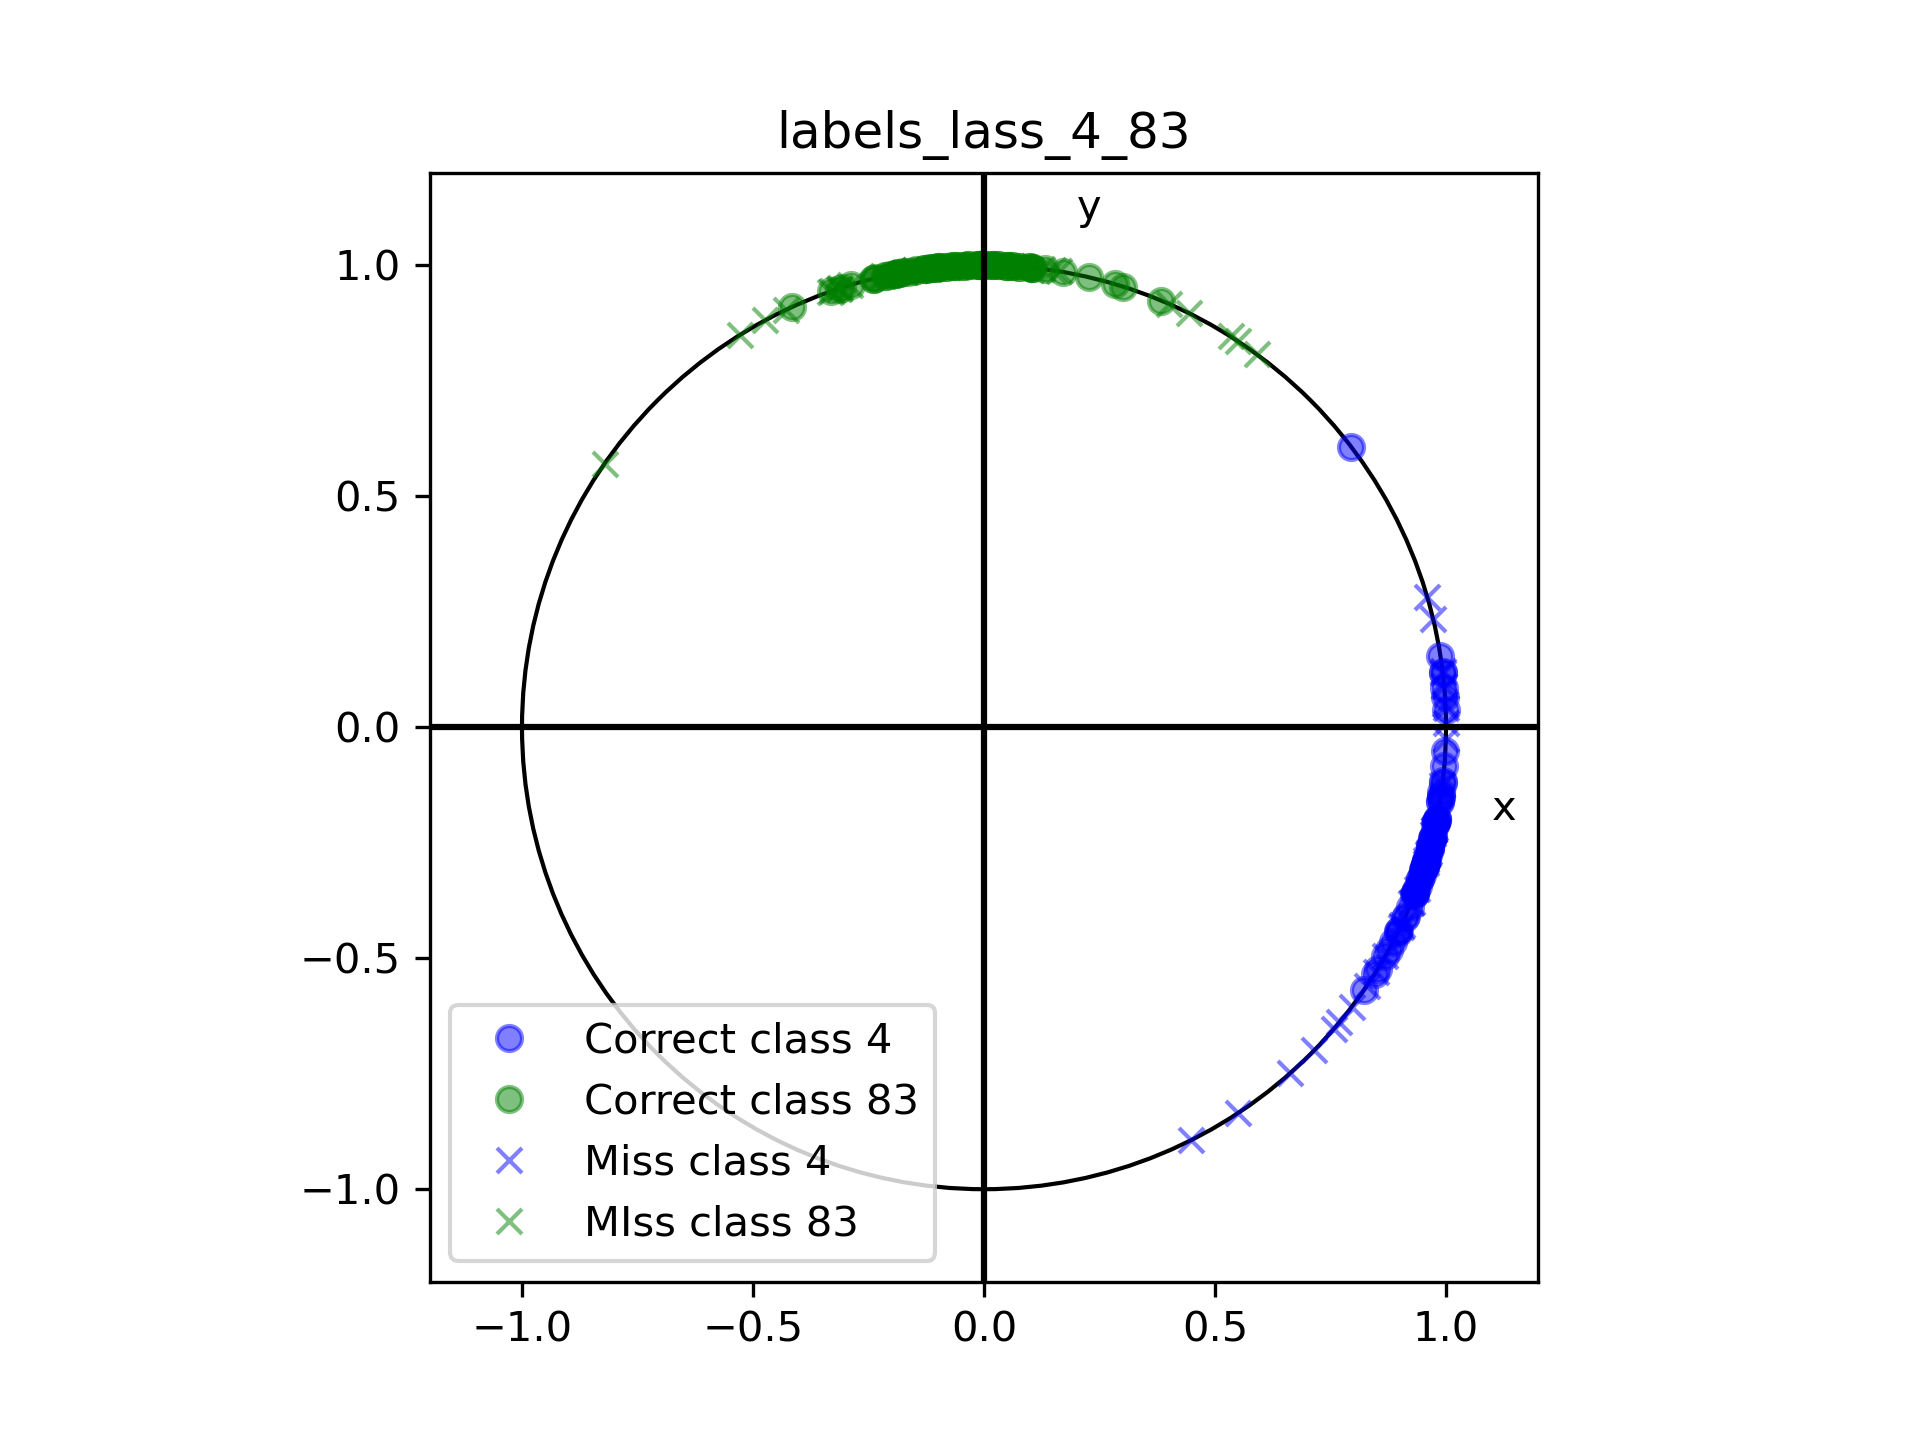 labels_lass_4_83
y
1.0
0.5
0.0
x
−0.5
−1.0
Correct class 4
Correct class 83
Miss class 4
MIss class 83
−1.0 −0.5 0.0 0.5 1.0